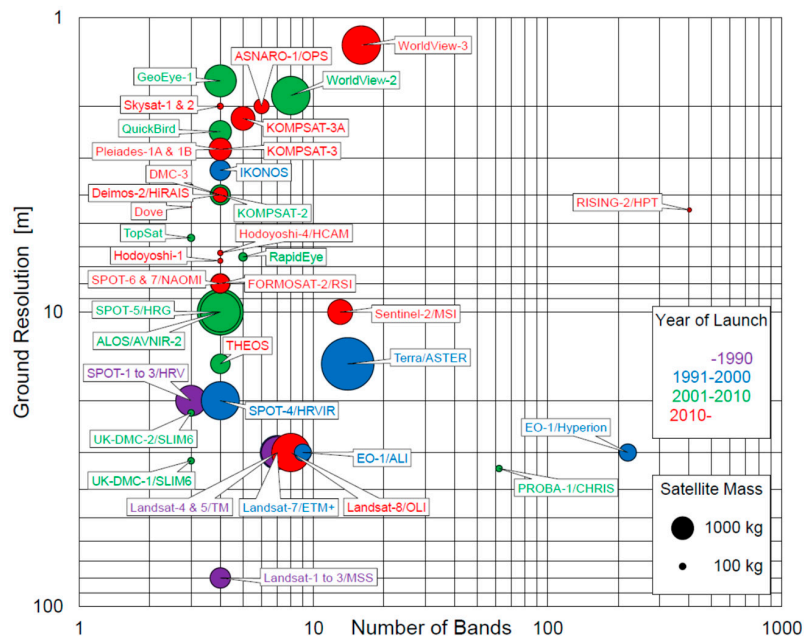 1
WorldView-3
ASNARO-1/OPS
GeoEye-1
WorldView-2
Skysat-1 & 2
QuickBird
KOMPSAT-3A
Pleiades-1A & 1B
KOMPSAT-3
DMC-3
IKONOS
Deimos-2/HiRAIS
RISING-2/HPT
Dove
KOMPSAT-2
TopSat
Hodoyoshi-4/HCAM
Hodoyoshi-1
RapidEye
SPOT-6 & 7/NAOMI
FORMOSAT-2/RSI
10
SPOT-5/HRG
Sentinel-2/MSI
ALOS/AVNIR-2
THEOS
Terra/ASTER
SPOT-1 to 3/HRV
SPOT-4/HRVIR
EO-1/Hyperion
UK-DMC-2/SLIM6
EO-1/ALI
UK-DMC-1/SLIM6
PROBA-1/CHRIS
Landsat-4 & 5/TM
Landsat-7/ETM+
Landsat-8/OLI
Landsat-1 to 3/MSS
100
Ground Resolution [m]
Year of Launch
-1990
1991-2000
2001-2010
2010-
Satellite Mass
1000 kg
100 kg
1
10
100
1000
Number of Bands